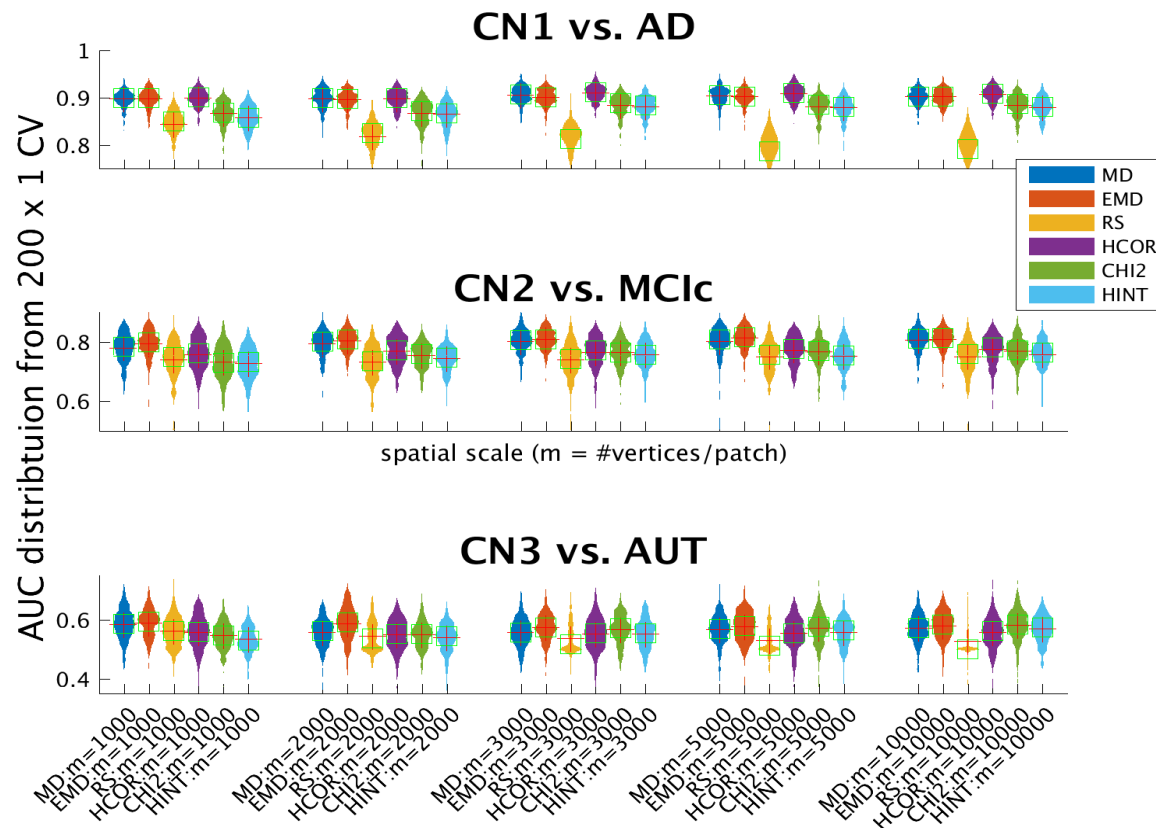 CN1 vs. AD
1
0.9
0.8
MD
EMD
RS
HCOR
CHI2
HINT
AUC distribtuion from 200 x 1 CV
CN2 vs. MCIc
0.8
0.6
spatial scale (m = #vertices/patch)
CN3 vs. AUT
0.6
0.4
MD:m=1000
EMD:m=1000
RS:m=1000
HCOR:m=1000
CHI2:m=1000
HINT:m=1000
MD:m=2000
EMD:m=2000
RS:m=2000
HCOR:m=2000
CHI2:m=2000
HINT:m=2000
MD:m=3000
EMD:m=3000
RS:m=3000
HCOR:m=3000
CHI2:m=3000
HINT:m=3000
MD:m=5000
EMD:m=5000
RS:m=5000
HCOR:m=5000
CHI2:m=5000
HINT:m=5000
MD:m=10000
EMD:m=10000
RS:m=10000
HCOR:m=10000
CHI2:m=10000
HINT:m=10000